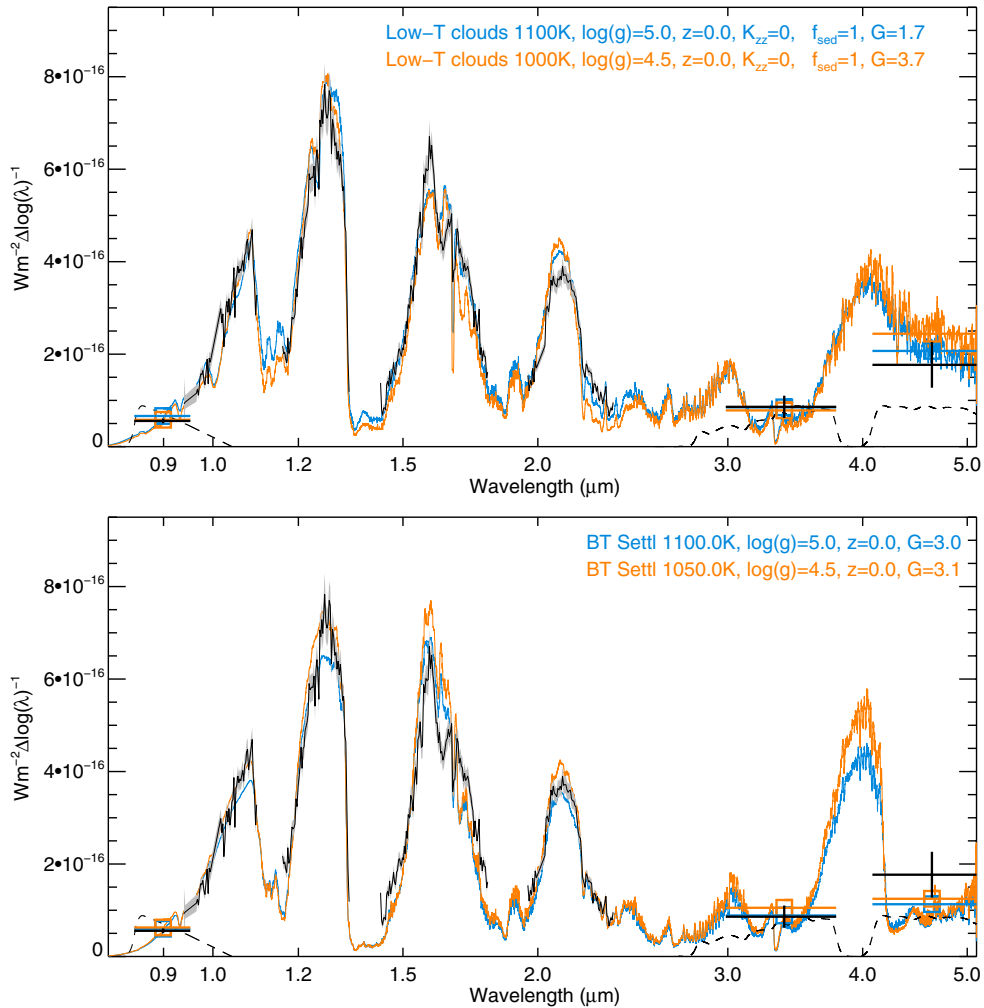 Low-T clouds 1100K, log(g)=5.0, z=0.0, Kzz=0, fsed=1, G=1.7
Low-T clouds 1000K, log(g)=4.5, z=0.0, Kzz=0, fsed=1, G=3.7
8•10-16
6•10-16
4•10-16
2•10-16
0
Wm-2Δlog(λ)-1
0.9 1.0 1.2 1.5 2.0 3.0 4.0 5.0
Wavelength (μm)
BT Settl 1100.0K, log(g)=5.0, z=0.0, G=3.0
BT Settl 1050.0K, log(g)=4.5, z=0.0, G=3.1
8•10-16
6•10-16
4•10-16
2•10-16
0
Wm-2Δlog(λ)-1
0.9 1.0 1.2 1.5 2.0 3.0 4.0 5.0
Wavelength (μm)